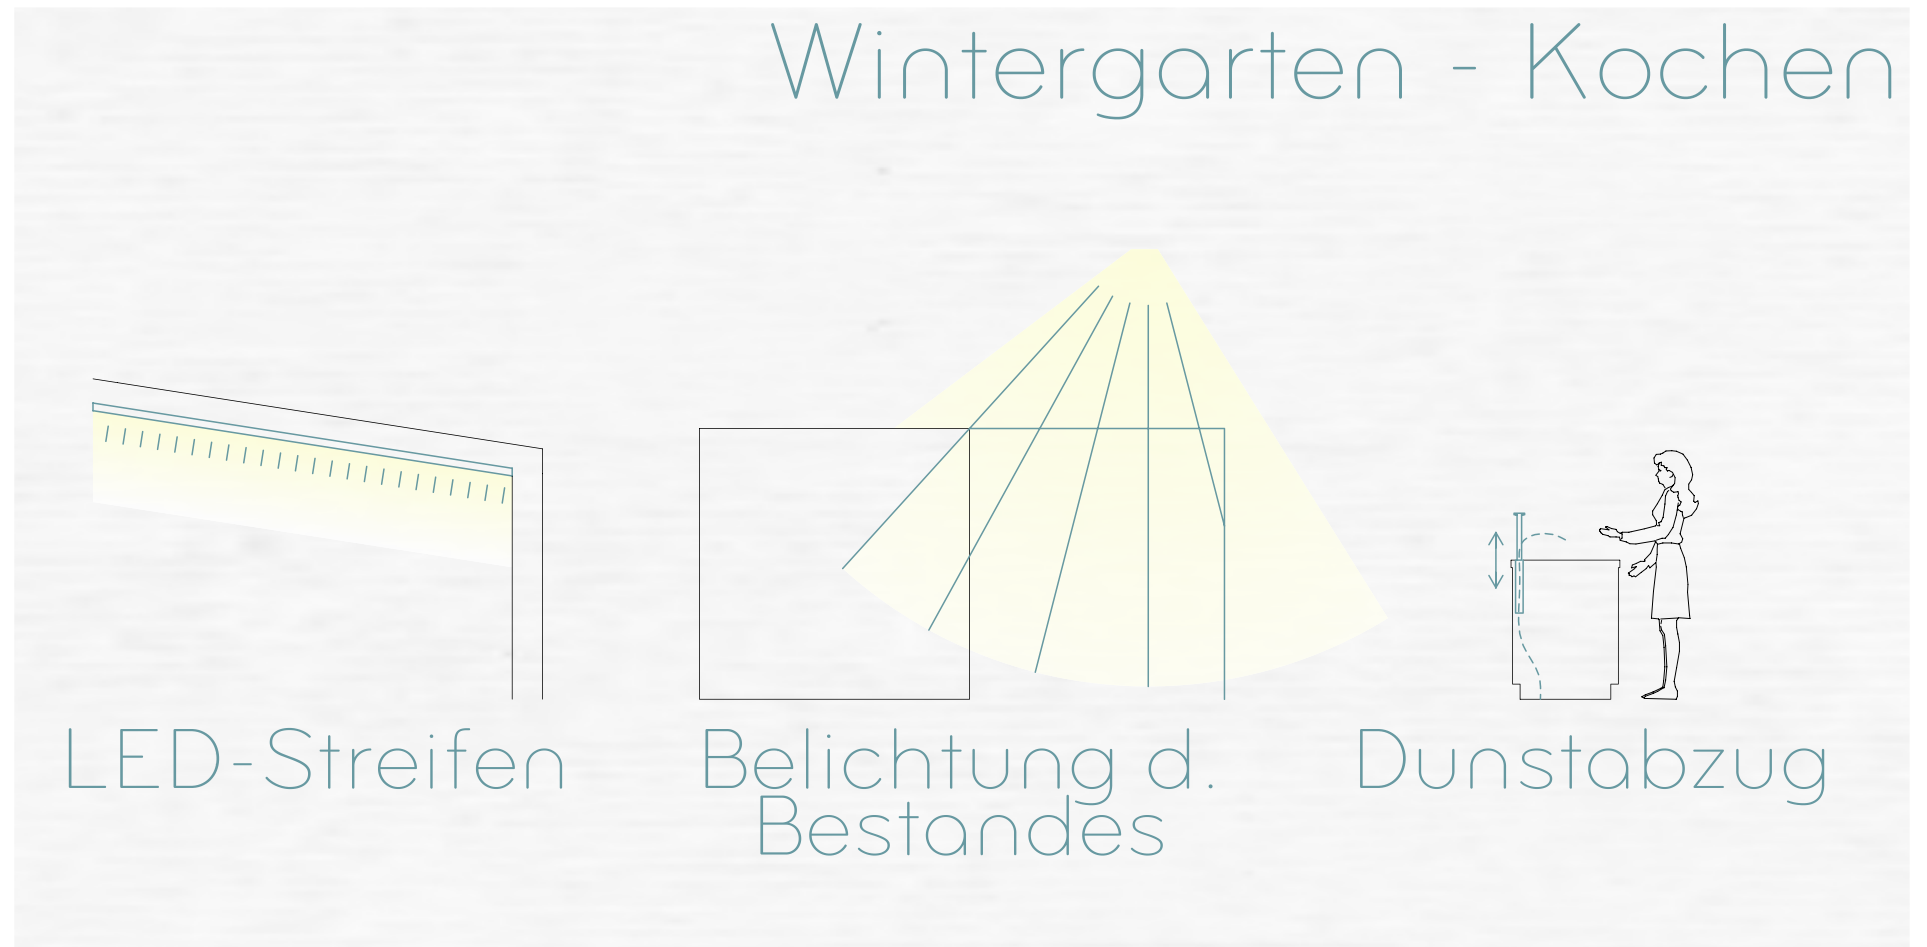 Wintergarten - Kochen
LED-Streifen
Belichtung d.
Bestandes
Dunstabzug